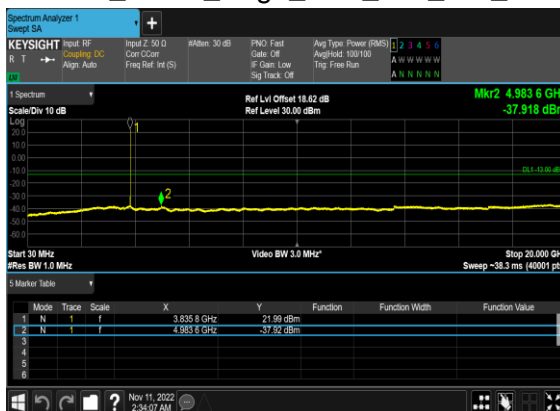 Spectrum Analyzer 1
Swept SA
+
KEYSIGHT Input: RF Input Z: 50 Ω #Atten: 30 dB PNO: Fast Avg Type: Power (RMS) 1 2 3 4 5 6
R T Coupling: DC Corr CCorr Gate: Off Avg|Hold: 100/100 A W W W W W
Align: Auto Freq Ref: Int (S) IF Gain: Low Trig: Free Run
Sig Track: Off A N N N N N
1 Spectrum Ref Lvl Offset 18.62 dB Mkr2 4.983 6 GH
Scale/Div 10 dB Ref Level 30.00 dBm -37.918 dBr
Log
20.0
10.0
0.00
-10.0
-20.0
-30.0
-40.0
-50.0
-60.0
1
2
DL1 -13.00 dB
Start 30 MHz Video BW 3.0 MHz* Stop 20.000 GH
#Res BW 1.0 MHz Sweep ~38.3 ms (40001 pt
5 Marker Table
Mode Trace Scale X Y Function Function Width Function Value
1 N 1 f 3.835 8 GHz 21.99 dBm
2 N 1 f 4.983 6 GHz -37.92 dBm
3
4
5
6
? Nov 11, 2022
2:34:07 AM